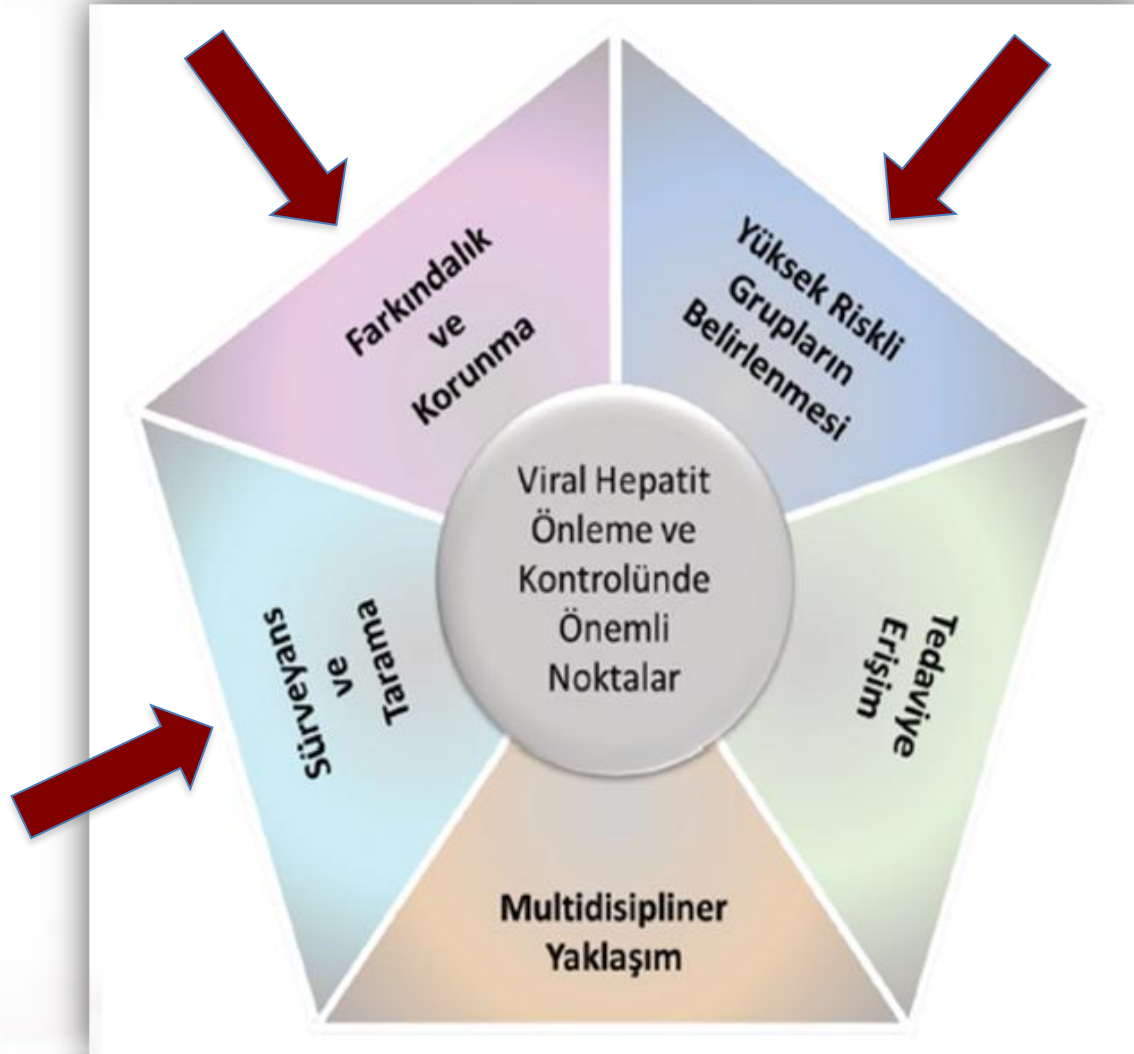 Farkındalık
ve
Korunma
Yüksek Riskli
Grupların
Belirlenmesi
Viral Hepatit
Önleme ve
Kontrolünde
Önemli
Noktalar
Sürveyans
ve
Tarama
Tedaviye
Erişim
Multidisipliner
Yaklaşım